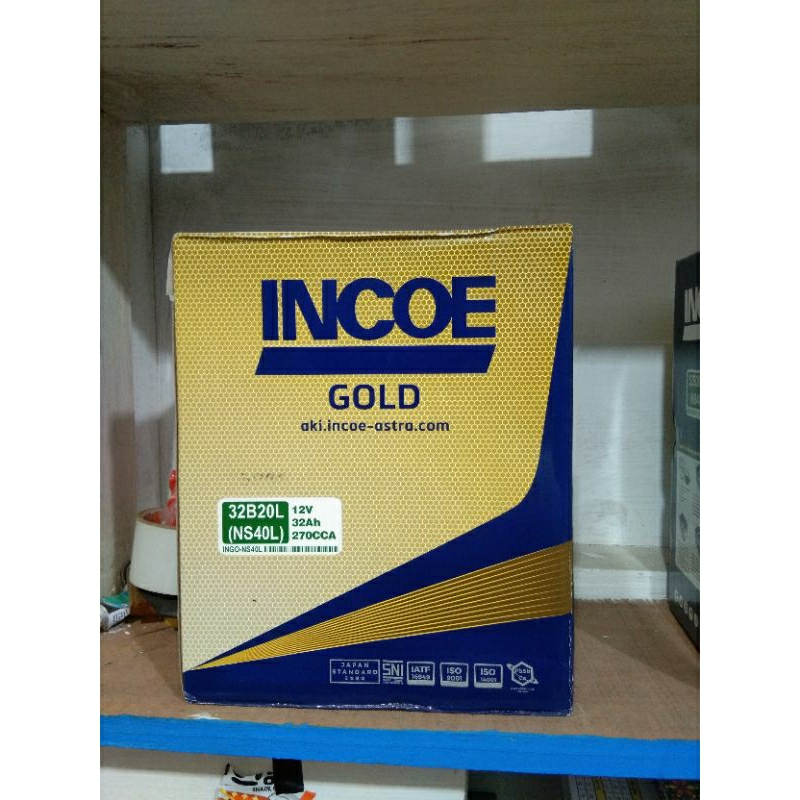 INCOE
GOLD
aki.incoe-astra.com
32B20L
(NS40L)
12V
32Ah
270CCA
INGO-NS40L
JAPAN
STANDARD
SNI
IATF
16949
ISO
9001
ISO
14001